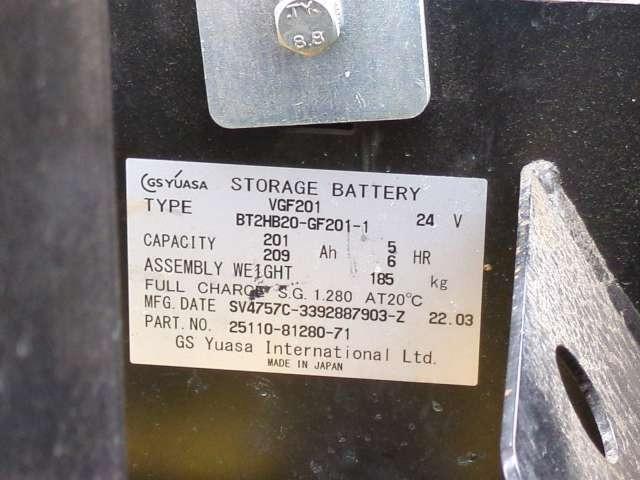 TY
8.8
GS YUASA STORAGE BATTERY
TYPE VGF201
BT2HB20-GF201-1 24 V
CAPACITY 201 Ah 5 HR
209 6
ASSEMBLY WEIGHT 185 kg
FULL CHARGE S.G. 1.280 AT20°C
MFG. DATE SV4757C-3392887903-Z 22.03
PART. NO. 25110-81280-71
GS Yuasa International Ltd.
MADE IN JAPAN